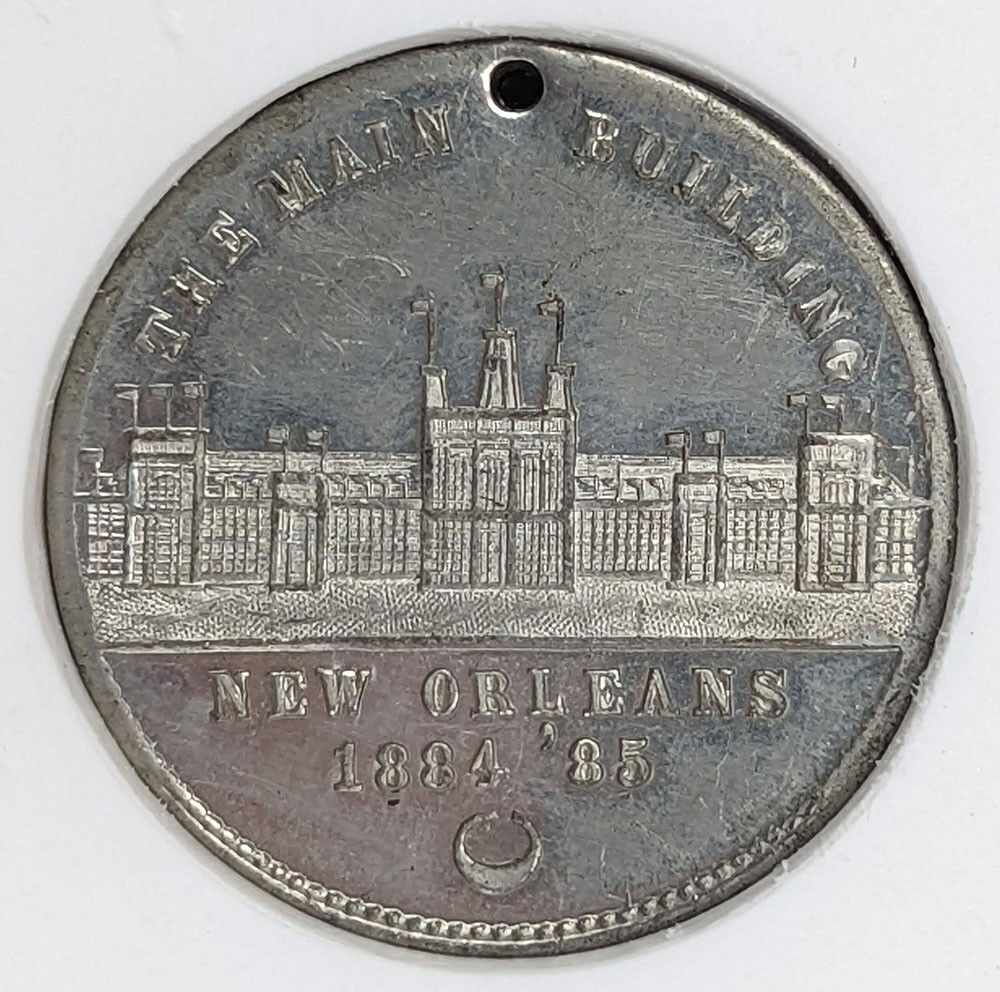 THE MAIN BUILDING
NEW ORLEANS
1884 '85